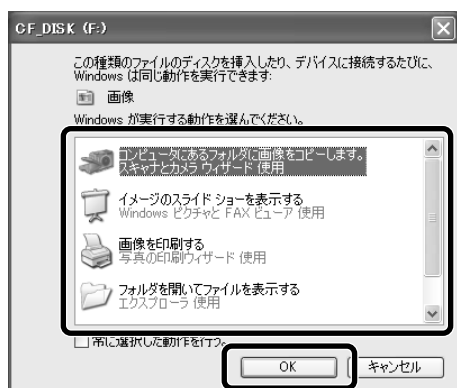 CF_DISK (F:)
この種類のファイルのディスクを挿入したり、デバイスに接続するたびに、
Windows は同じ動作を実行できます:
画像
Windows が実行する動作を選んでください。
コンピュータにあるフォルダに画像をコピーします。
スキャナとカメラ ウィザード 使用
イメージのスライド ショーを表示する
Windows ピクチャと FAX ビューア 使用
画像を印刷する
写真の印刷ウィザード 使用
フォルダを開いてファイルを表示する
エクスプローラ 使用
常に選択した動作を行う。
OK キャンセル